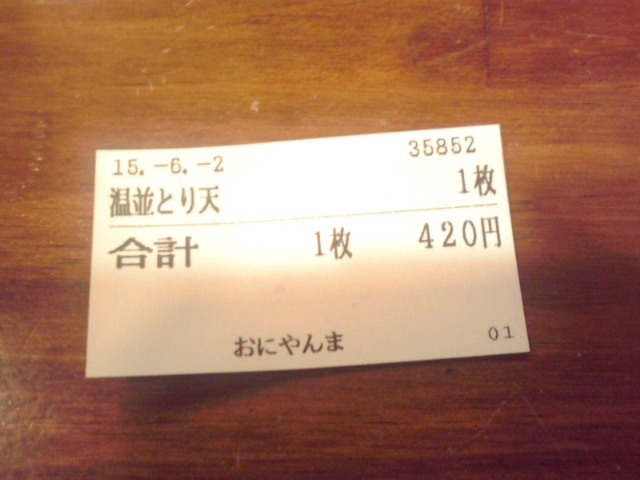 15.-6.-2 35852
温並とり天 1枚
合計 1枚 420円
おにやんま 01